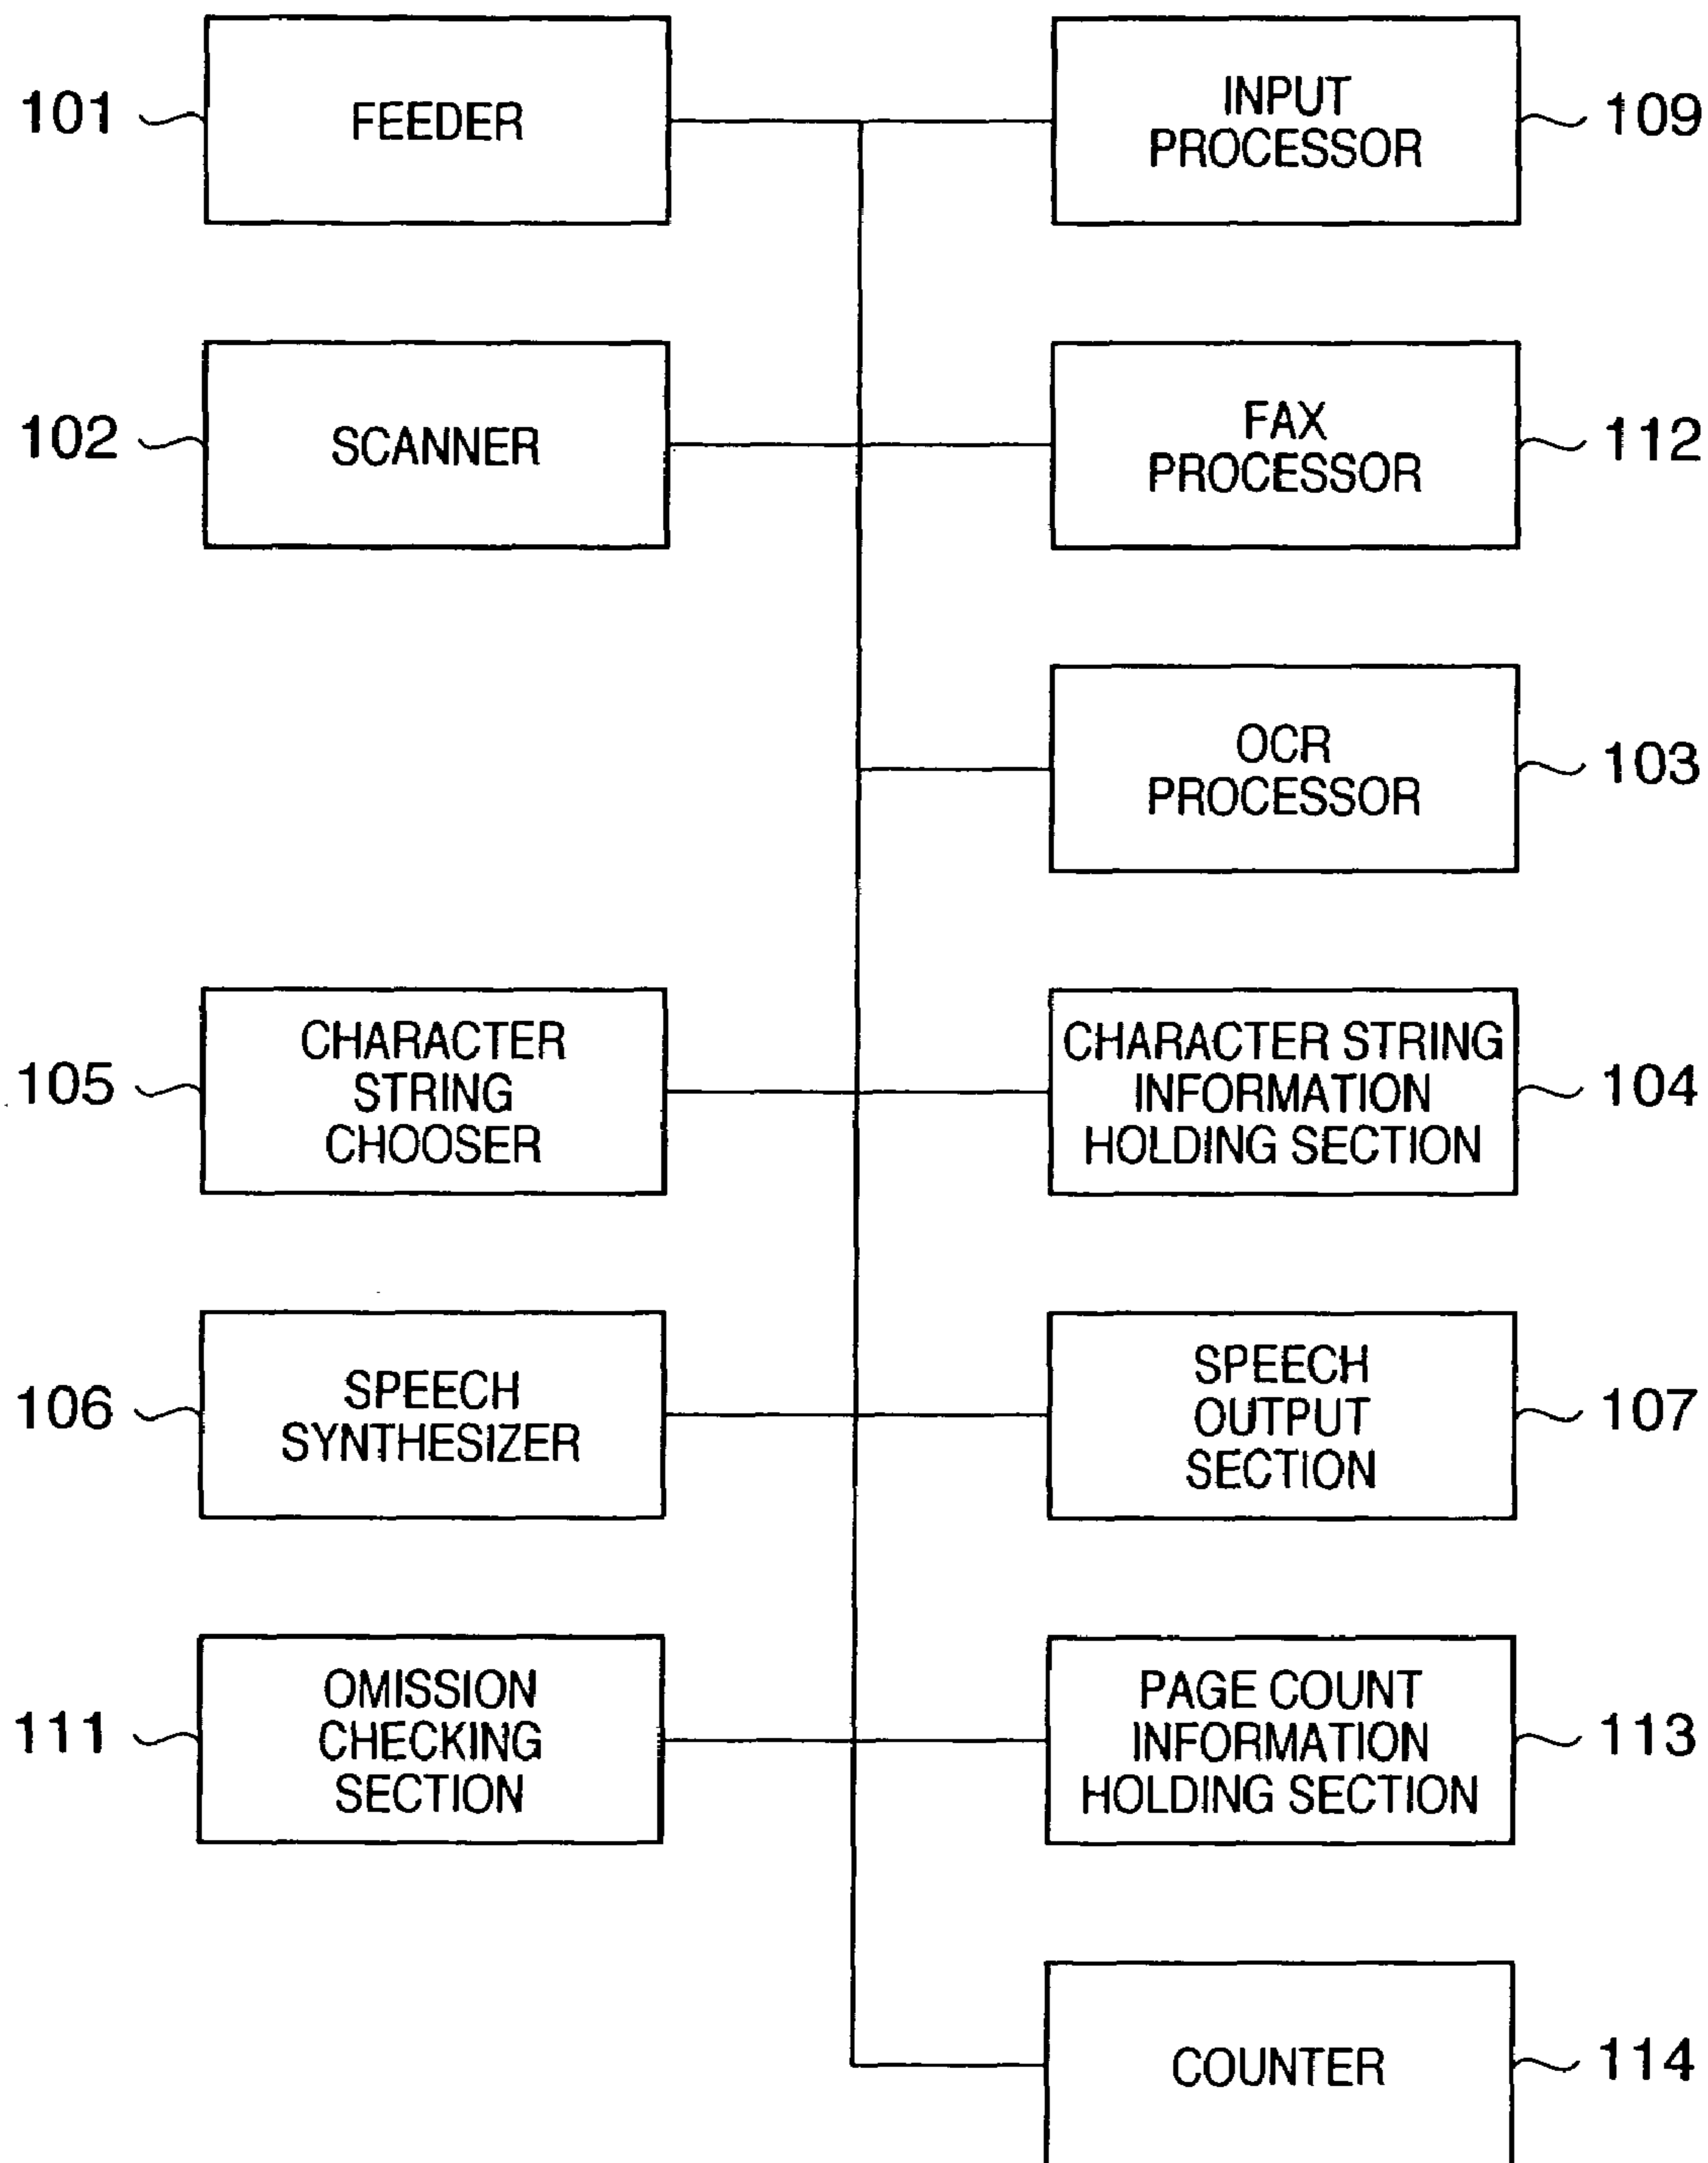 101
FEEDER
INPUT
PROCESSOR
109
102
SCANNER
FAX
PROCESSOR
112
OCR
PROCESSOR
103
105
CHARACTER
STRING
CHOOSER
CHARACTER STRING
INFORMATION
HOLDING SECTION
104
106
SPEECH
SYNTHESIZER
SPEECH
OUTPUT
SECTION
107
111
OMISSION
CHECKING
SECTION
PAGE COUNT
INFORMATION
HOLDING SECTION
113
COUNTER
114